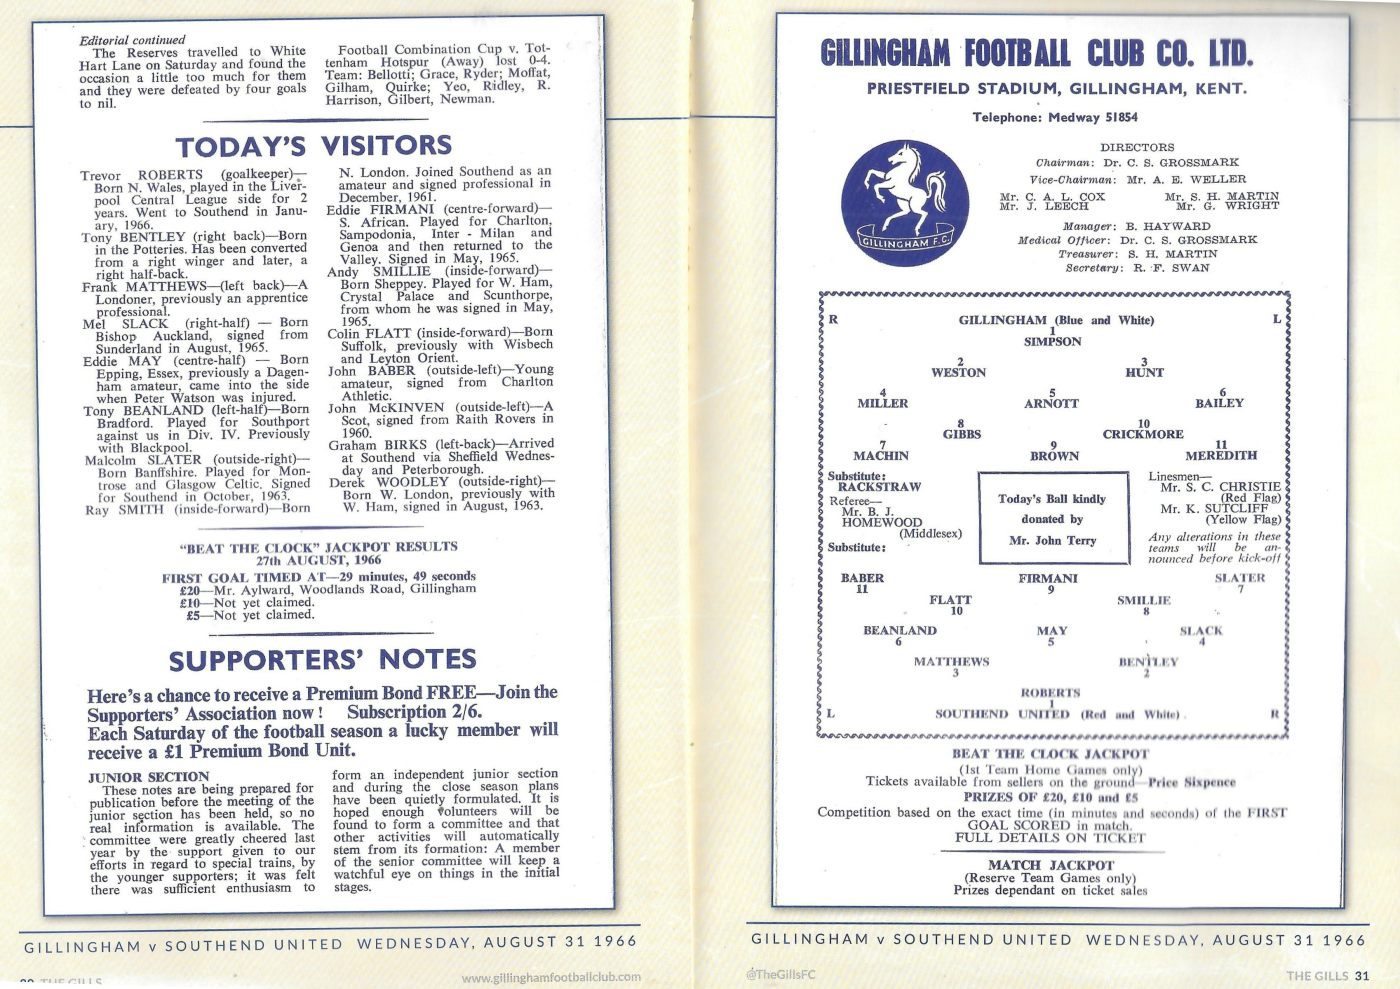 Editorial continued
The Reserves travelled to White
Hart Lane on Saturday and found the
occasion a little too much for them
and they were defeated by four goals
to nil.
Football Combination Cup v. Tot-
tenham Hotspur (Away) lost 0-4.
Team: Bellotti; Grace, Ryder; Moffat,
Gilham, Quirke; Yeo, Ridley, R.
Harrison, Gilbert, Newman.
TODAY'S VISITORS
Trevor ROBERTS (goalkeeper)—
Born N. Wales, played in the Liver-
pool Central League side for 2
years. Went to Southend in Janu-
ary, 1966.
Tony BENTLEY (right back)—Born
in the Potteries. Has been converted
from a right winger and later, a
right half-back.
Frank MATTHEWS—(left back)—A
Londoner, previously an apprentice
professional.
Mel SLACK (right-half) — Born
Bishop Auckland, signed from
Sunderland in August, 1965.
Eddie MAY (centre-half) — Born
Epping, Essex, previously a Dagen-
ham amateur, came into the side
when Peter Watson was injured.
Tony BEANLAND (left-half)—Born
Bradford. Played for Southport
against us in Div. IV. Previously
with Blackpool.
Malcolm SLATER (outside-right)—
Born Banffshire. Played for Mon-
trose and Glasgow Celtic. Signed
for Southend in October, 1963.
Ray SMITH (inside-forward)—Born
N. London. Joined Southend as an
amateur and signed professional in
December, 1961.
Eddie FIRMANI (centre-forward)—
S. African. Played for Charlton,
Sampodonia, Inter - Milan and
Genoa and then returned to the
Valley. Signed in May, 1965.
Andy SMILLIE (inside-forward)—
Born Sheppey. Played for W. Ham,
Crystal Palace and Scunthorpe,
from whom he was signed in May,
1965.
Colin FLATT (inside-forward)—Born
Suffolk, previously with Wisbech
and Leyton Orient.
John BABER (outside-left)—Young
amateur, signed from Charlton
Athletic.
John McKINVEN (outside-left)—A
Scot, signed from Raith Rovers in
1960.
Graham BIRKS (left-back)—Arrived
at Southend via Sheffield Wednes-
day and Peterborough.
Derek WOODLEY (outside-right)—
Born W. London, previously with
W. Ham, signed in August, 1963.
"BEAT THE CLOCK" JACKPOT RESULTS
27th AUGUST, 1966
FIRST GOAL TIMED AT—29 minutes, 49 seconds
£20—Mr. Aylward, Woodlands Road, Gillingham
£10—Not yet claimed.
£5—Not yet claimed.
SUPPORTERS' NOTES
Here's a chance to receive a Premium Bond FREE—Join the
Supporters' Association now! Subscription 2/6.
Each Saturday of the football season a lucky member will
receive a £1 Premium Bond Unit.
JUNIOR SECTION
These notes are being prepared for
publication before the meeting of the
junior section has been held, so no
real information is available. The
committee were greatly cheered last
year by the support given to our
efforts in regard to special trains, by
the younger supporters; it was felt
there was sufficient enthusiasm to
form an independent junior section
and during the close season plans
have been quietly formulated. It is
hoped enough volunteers will be
found to form a committee and that
other activities will automatically
stem from its formation: A member
of the senior committee will keep a
watchful eye on things in the initial
stages.
GILLINGHAM v SOUTHEND UNITED WEDNESDAY, AUGUST 31 1966
THE GILLS
www.gillinghamfootballclub.com
GILLINGHAM FOOTBALL CLUB CO. LTD.
PRIESTFIELD STADIUM, GILLINGHAM, KENT.
Telephone: Medway 51854
GILLINGHAM F.C.
DIRECTORS
Chairman: Dr. C. S. GROSSMARK
Vice-Chairman: Mr. A. E. WELLER
Mr. C. A. L. COX Mr. S. H. MARTIN
Mr. J. LEECH Mr. G. WRIGHT
Manager: B. HAYWARD
Medical Officer: Dr. C. S. GROSSMARK
Treasurer: S. H. MARTIN
Secretary: R. F. SWAN
R GILLINGHAM (Blue and White) L
1
SIMPSON
2 3
WESTON HUNT
4 5 6
MILLER ARNOTT BAILEY
8 10
GIBBS CRICKMORE
7 9 11
MACHIN BROWN MEREDITH
Substitute:
RACKSTRAW
Referee—
Mr. B. J.
HOMEWOOD
(Middlesex)
Substitute:
Today's Ball kindly
donated by
Mr. John Terry
Linesmen—
Mr. S. C. CHRISTIE
(Red Flag)
Mr. K. SUTCLIFF
(Yellow Flag)
Any alterations in these
teams will be an-
nounced before kick-off
BABER FIRMANI SLATER
11 9 7
FLATT SMILLIE
10 8
BEANLAND MAY SLACK
6 5 4
MATTHEWS BENTLEY
3 2
ROBERTS
1
L SOUTHEND UNITED (Red and White) R
BEAT THE CLOCK JACKPOT
(1st Team Home Games only)
Tickets available from sellers on the ground—Price Sixpence
PRIZES OF £20, £10 and £5
Competition based on the exact time (in minutes and seconds) of the FIRST
GOAL SCORED in match.
FULL DETAILS ON TICKET
MATCH JACKPOT
(Reserve Team Games only)
Prizes dependant on ticket sales
GILLINGHAM v SOUTHEND UNITED WEDNESDAY, AUGUST 31 1966
@TheGillsFC
THE GILLS 31